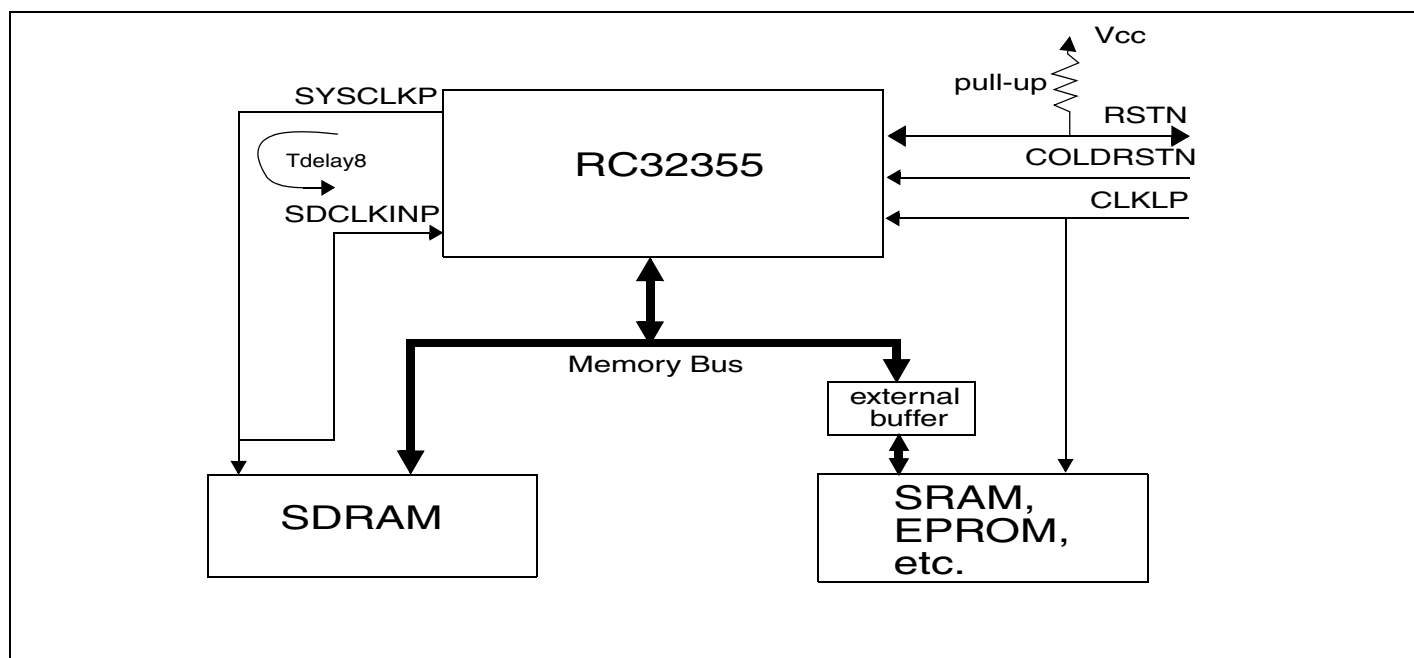 Vcc
pull-up
SYSCLKP
RSTN
Tdelay8
RC32355
COLDRSTN
SDCLKINP
CLKLP
Memory Bus
external
buffer
SDRAM
SRAM,
EPROM,
etc.